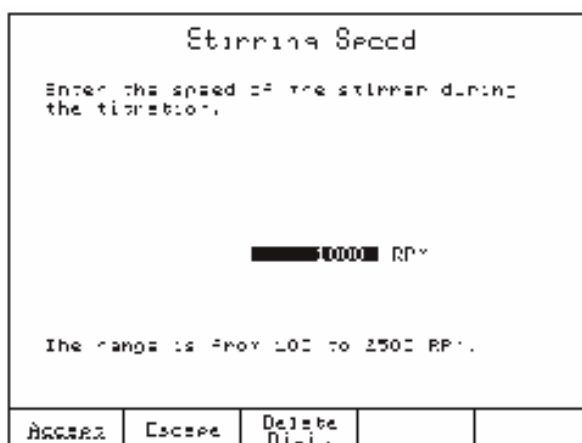 Stirring Speed
Enter the speed of the stirrer during
the titration.
RPM
The range is from 100 to 2500 RPM.
Accept
Escape
Delete
Digit